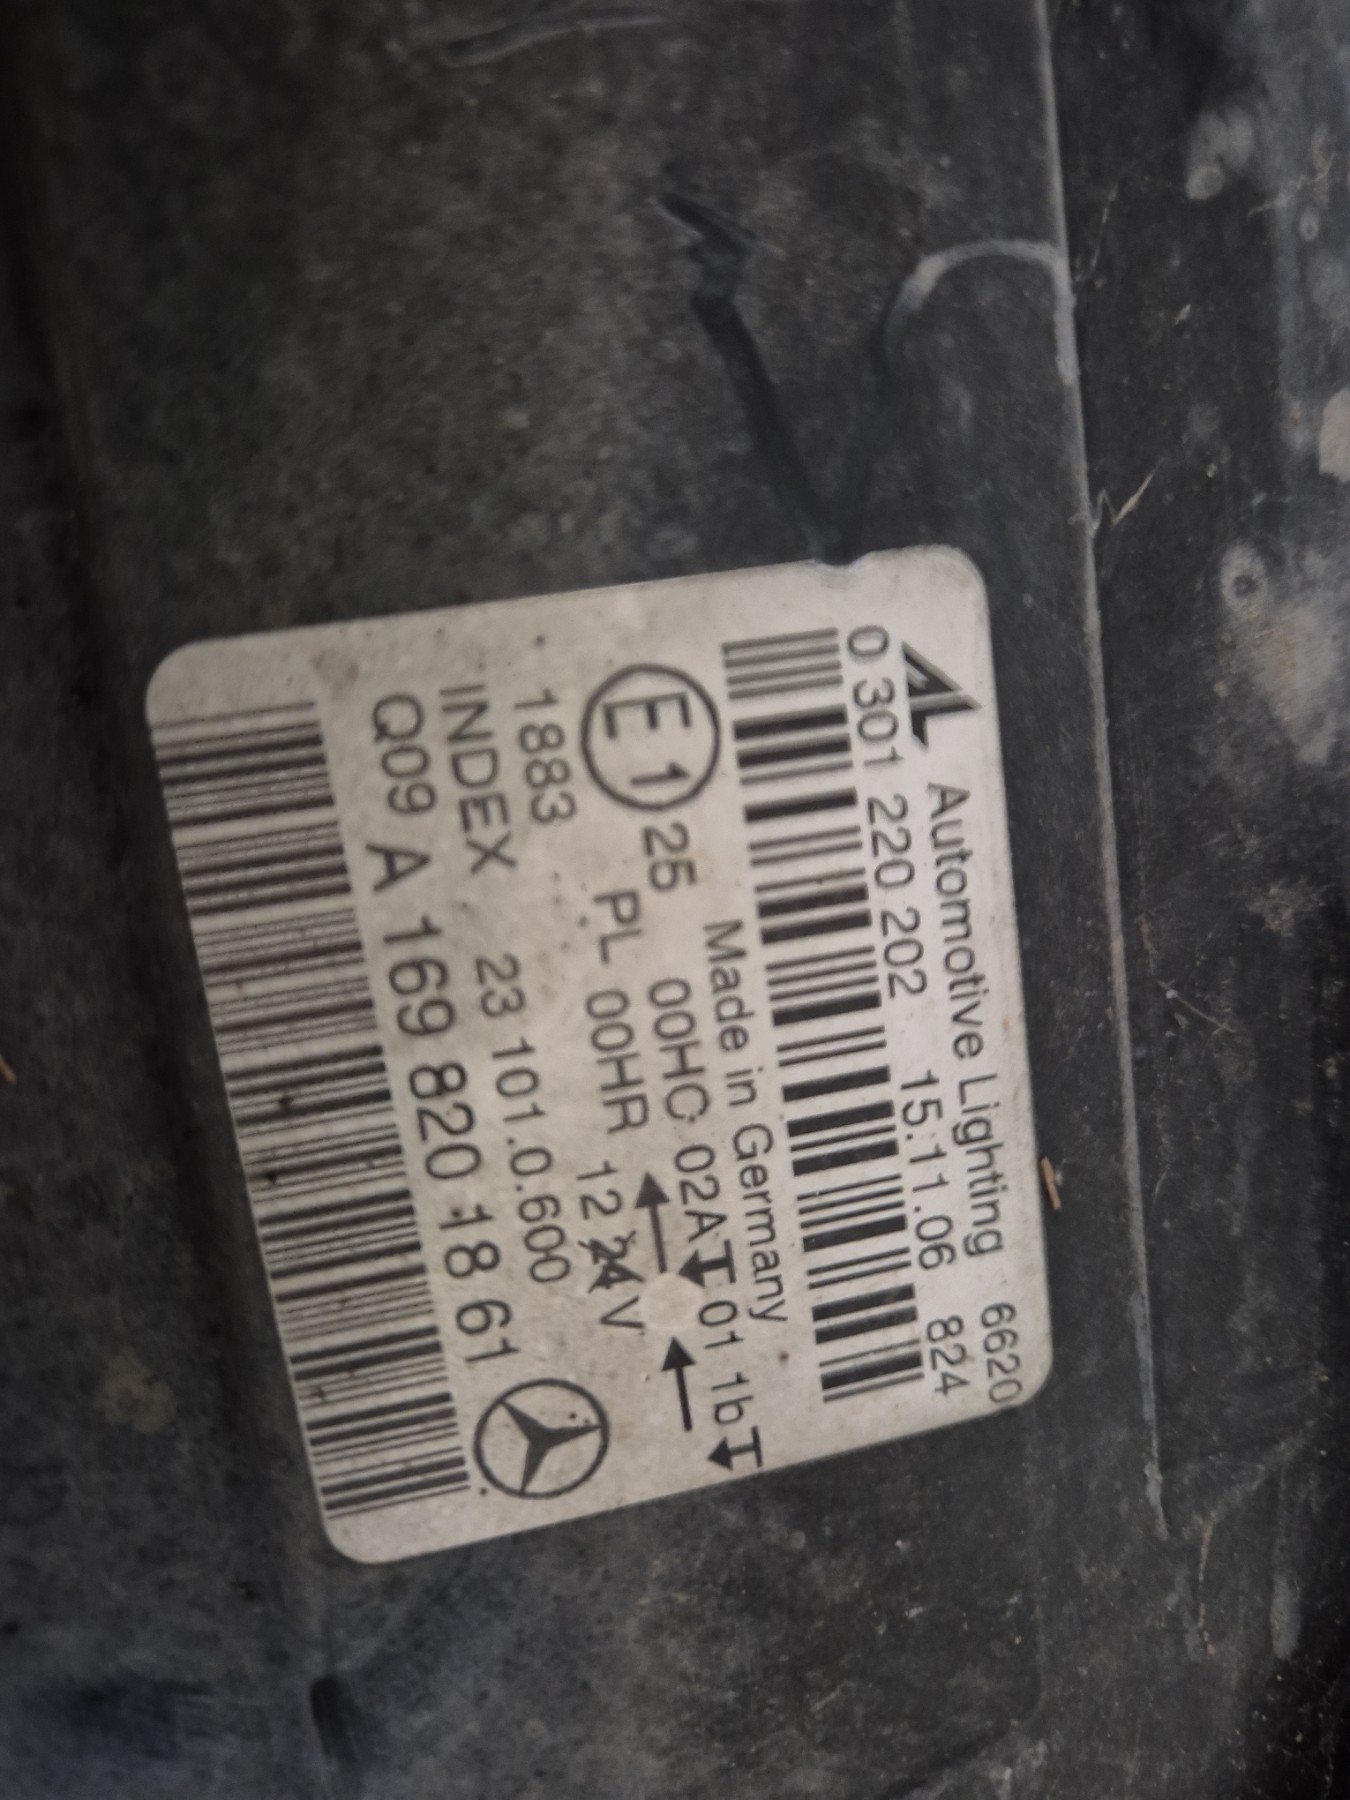 AL Automotive Lighting 6620
0 301 220 202 15.11.06 824
Made in Germany
E1 25 00HC 02A 01 1b
1883 PL 00HR 12 24 V
INDEX 23 101.0.600
Q09 A 169 820 18 61